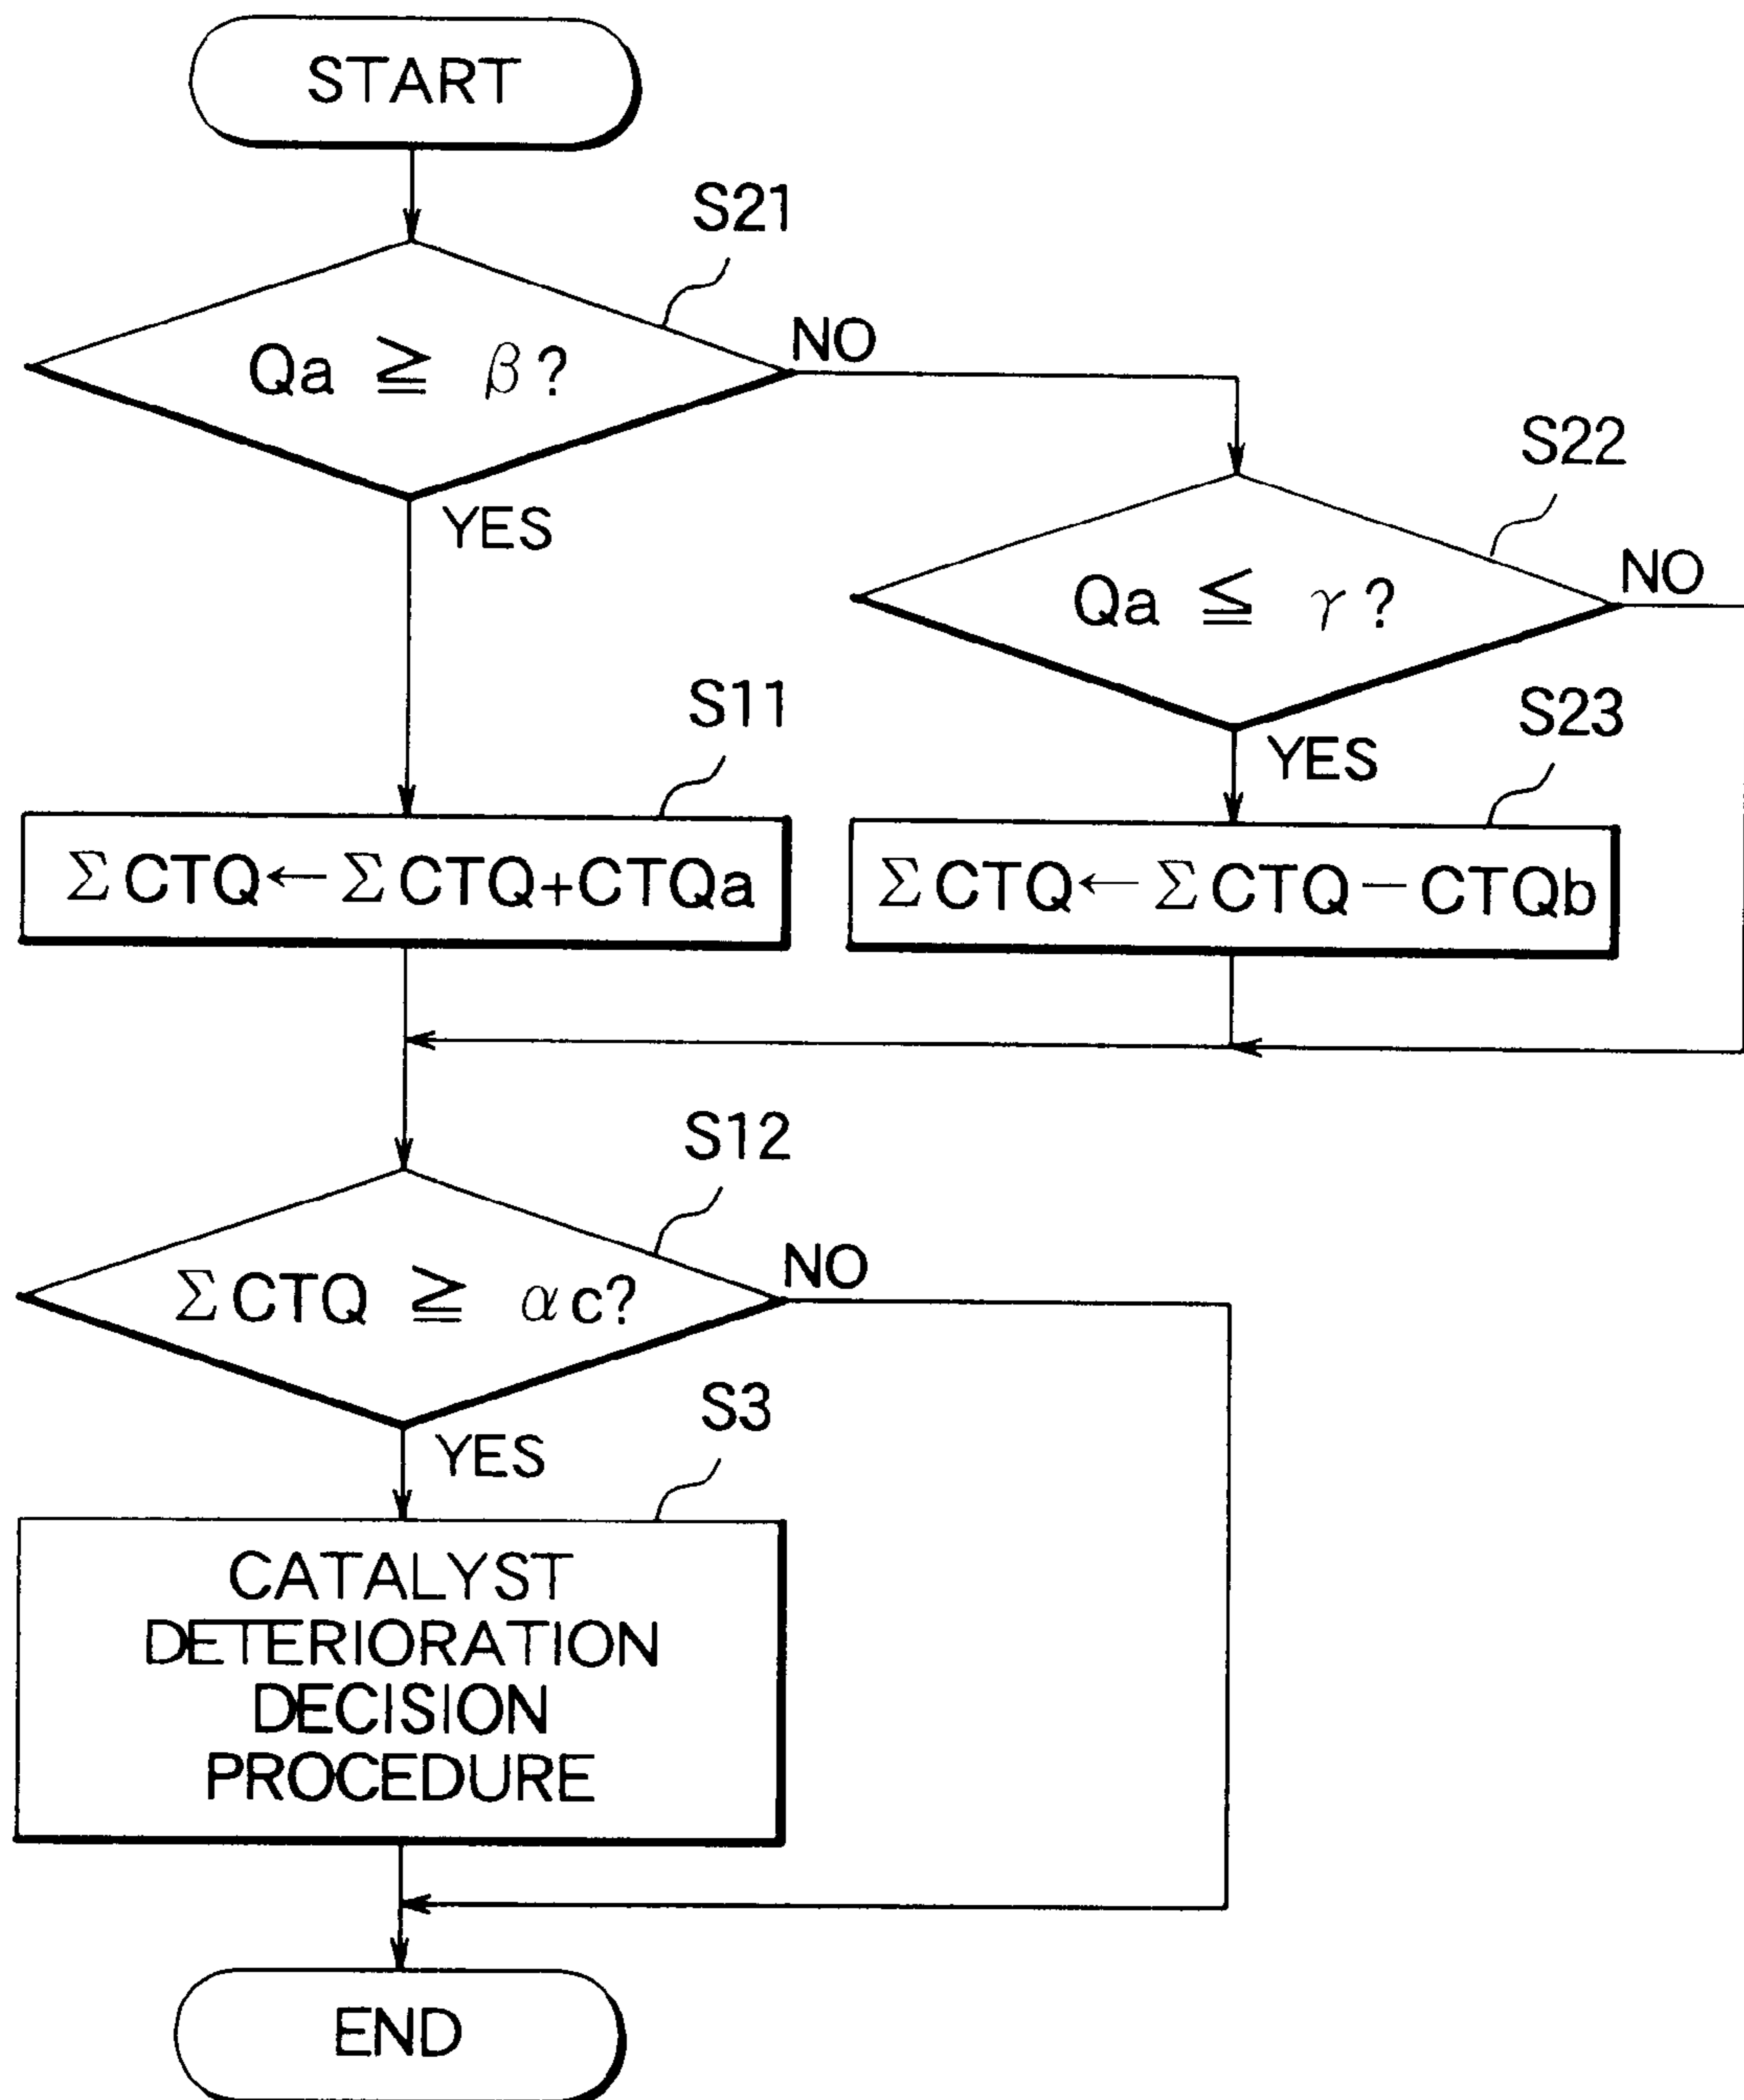 START
S21
Qa ≧ β?
NO
YES
S22
Qa ≦ γ?
NO
YES
S11
ΣCTQ←ΣCTQ+CTQa
S23
ΣCTQ←ΣCTQ−CTQb
S12
ΣCTQ ≧ αc?
NO
YES
S3
CATALYST
DETERIORATION
DECISION
PROCEDURE
END